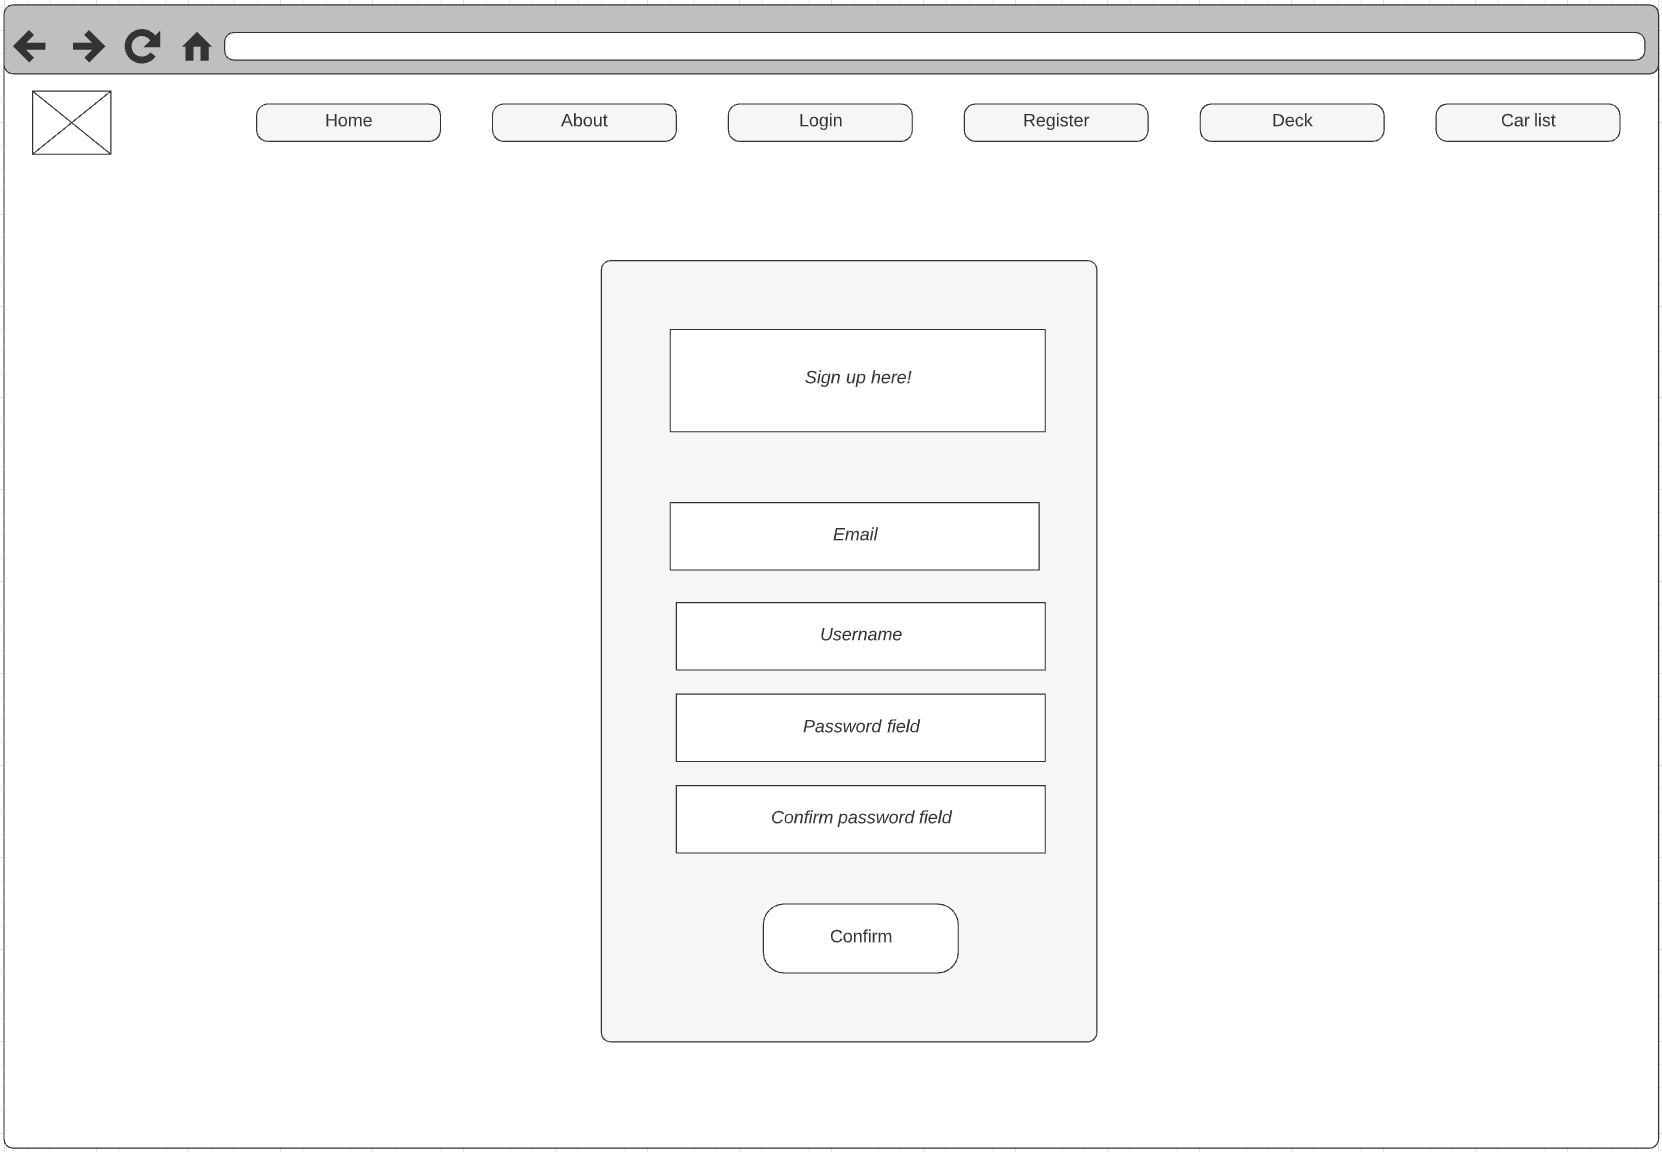 Home
About
Login
Register
Deck
Car list
Sign up here!
Email
Username
Password field
Confirm password field
Confirm